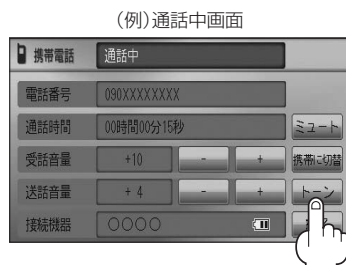 (例)通話中画面
携帯電話 通話中
電話番号 090XXXXXXXX
通話時間 00時間00分15秒 ミュート
受話音量 +10 - + 携帯に切替
送話音量 + 4 - + トーン
接続機器 ○○○○